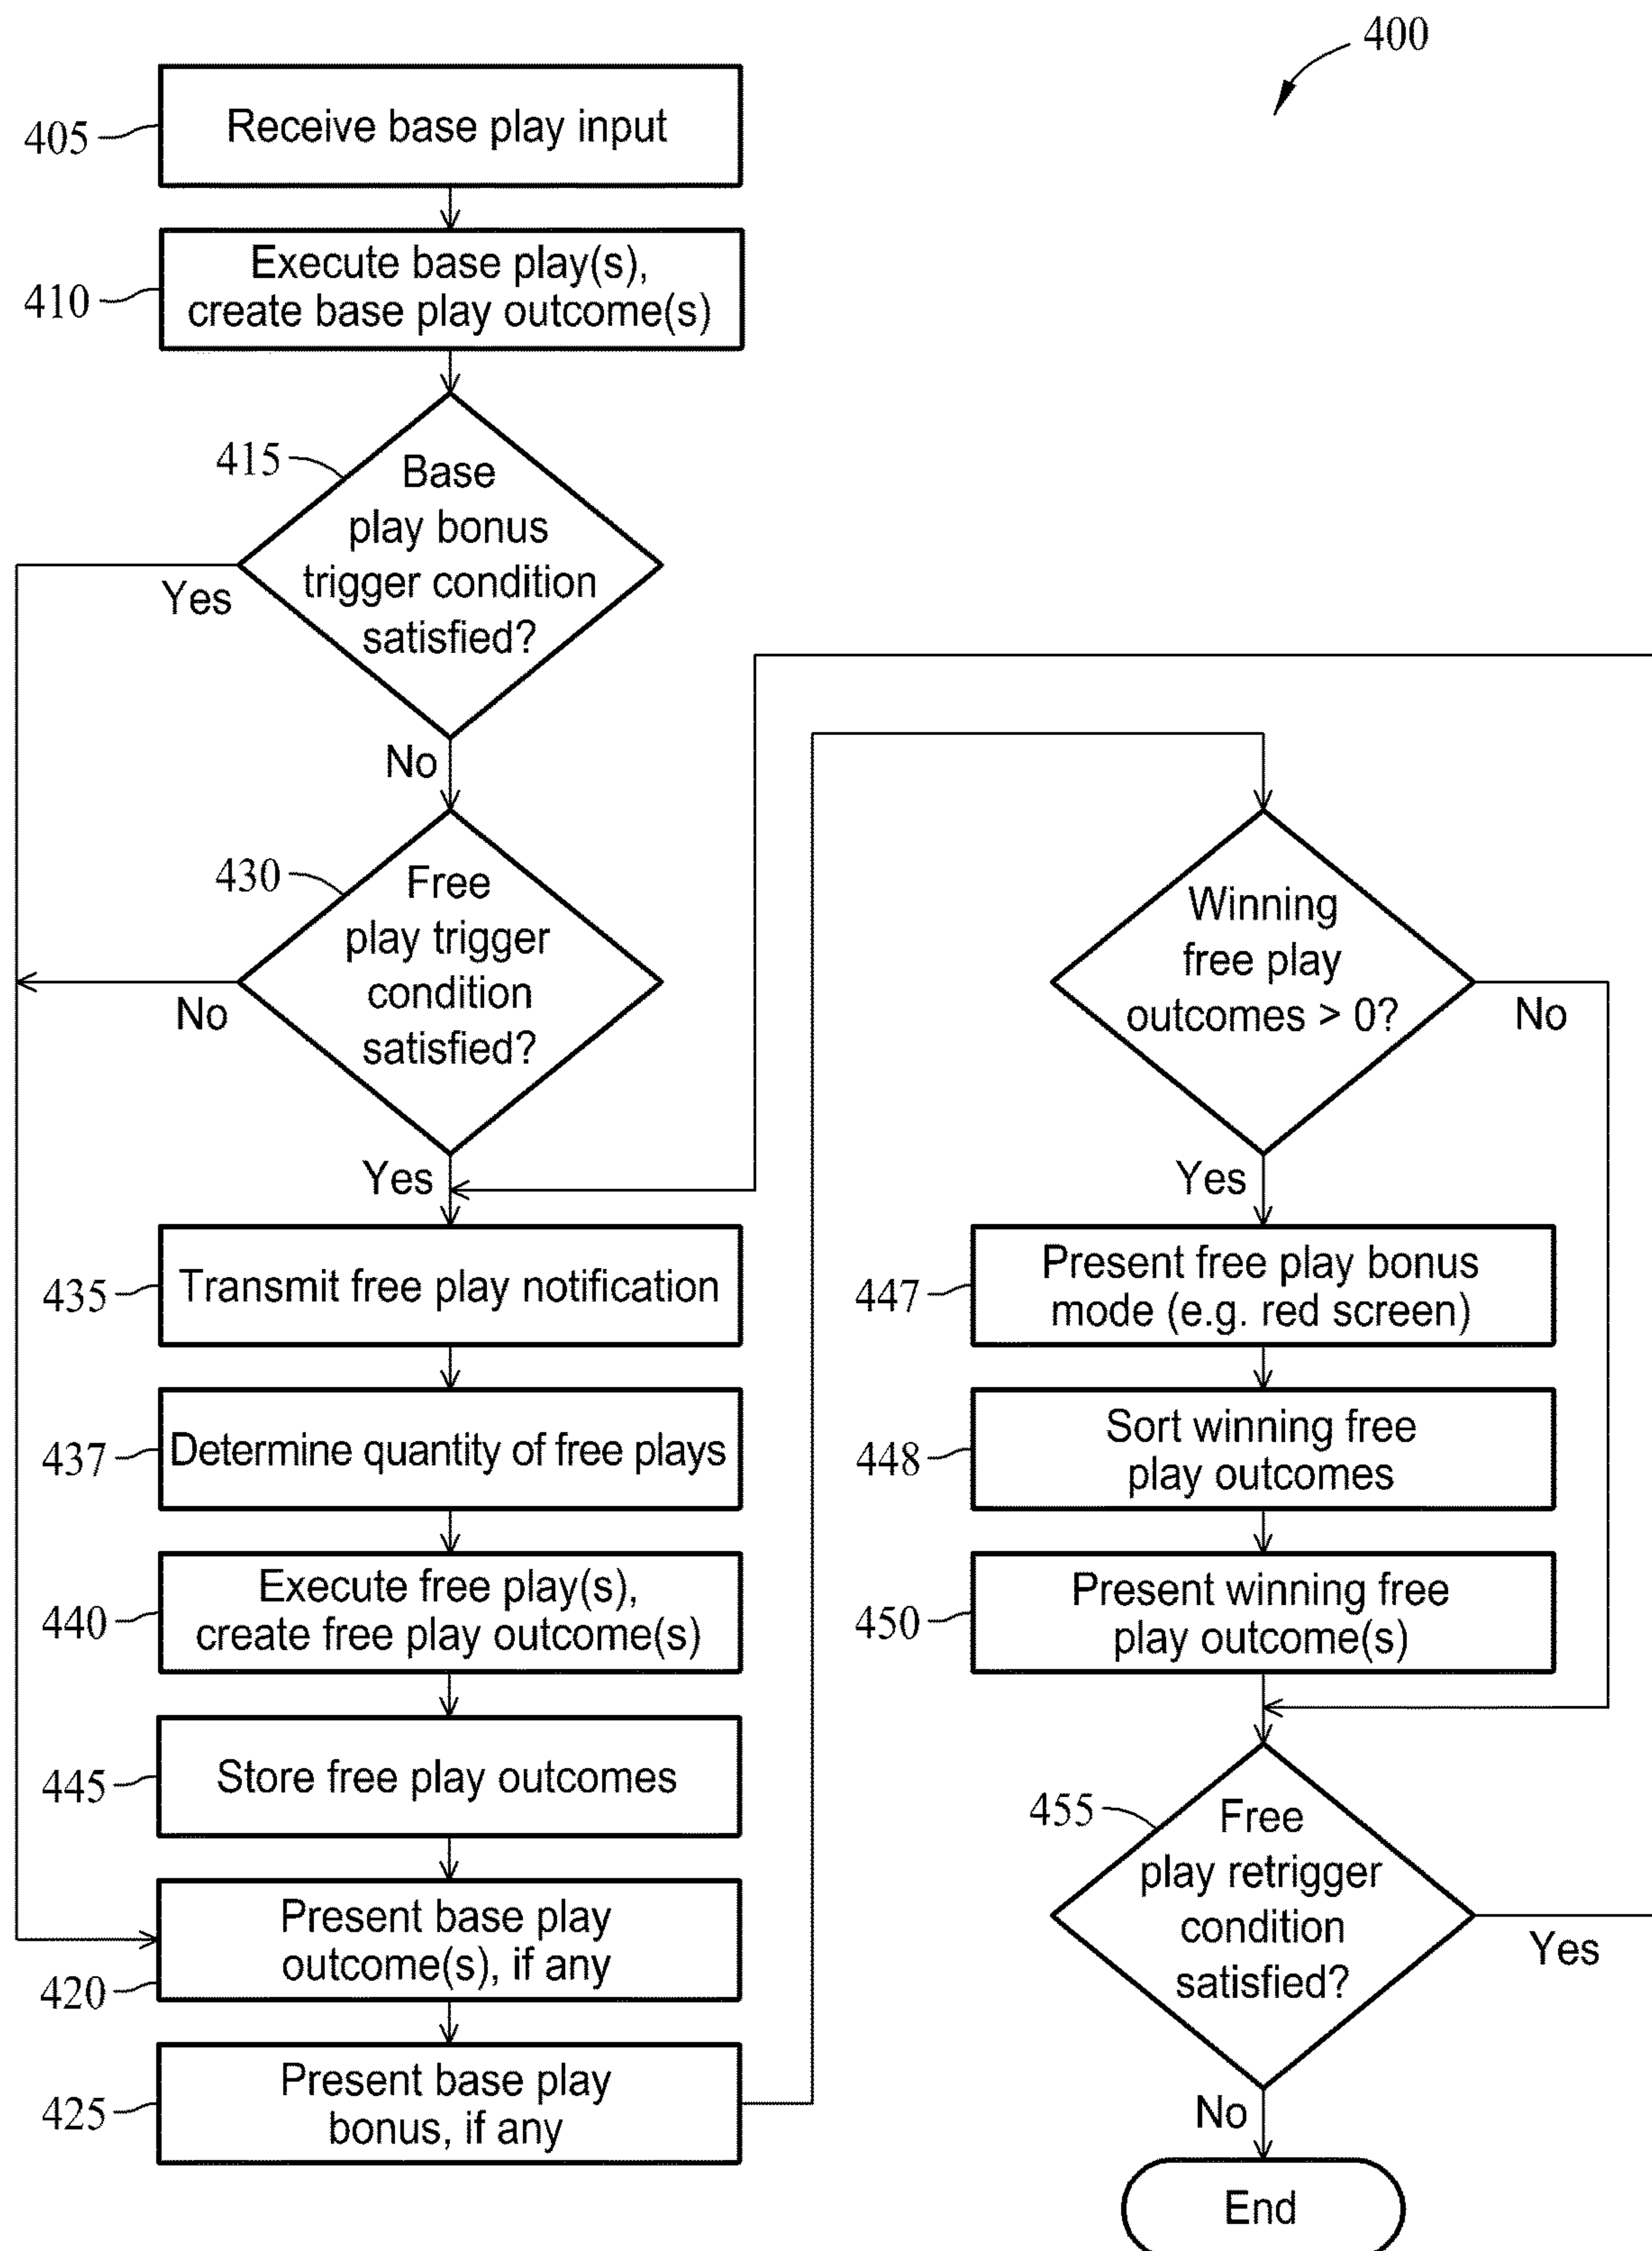 400
405
Receive base play input
410
Execute base play(s),
create base play outcome(s)
415
Base
play bonus
trigger condition
satisfied?
Yes
No
430
Free
play trigger
condition
satisfied?
No
Yes
435
Transmit free play notification
437
Determine quantity of free plays
440
Execute free play(s),
create free play outcome(s)
445
Store free play outcomes
420
Present base play
outcome(s), if any
425
Present base play
bonus, if any
Winning
free play
outcomes > 0?
No
Yes
447
Present free play bonus
mode (e.g. red screen)
448
Sort winning free
play outcomes
450
Present winning free
play outcome(s)
455
Free
play retrigger
condition
satisfied?
Yes
No
End